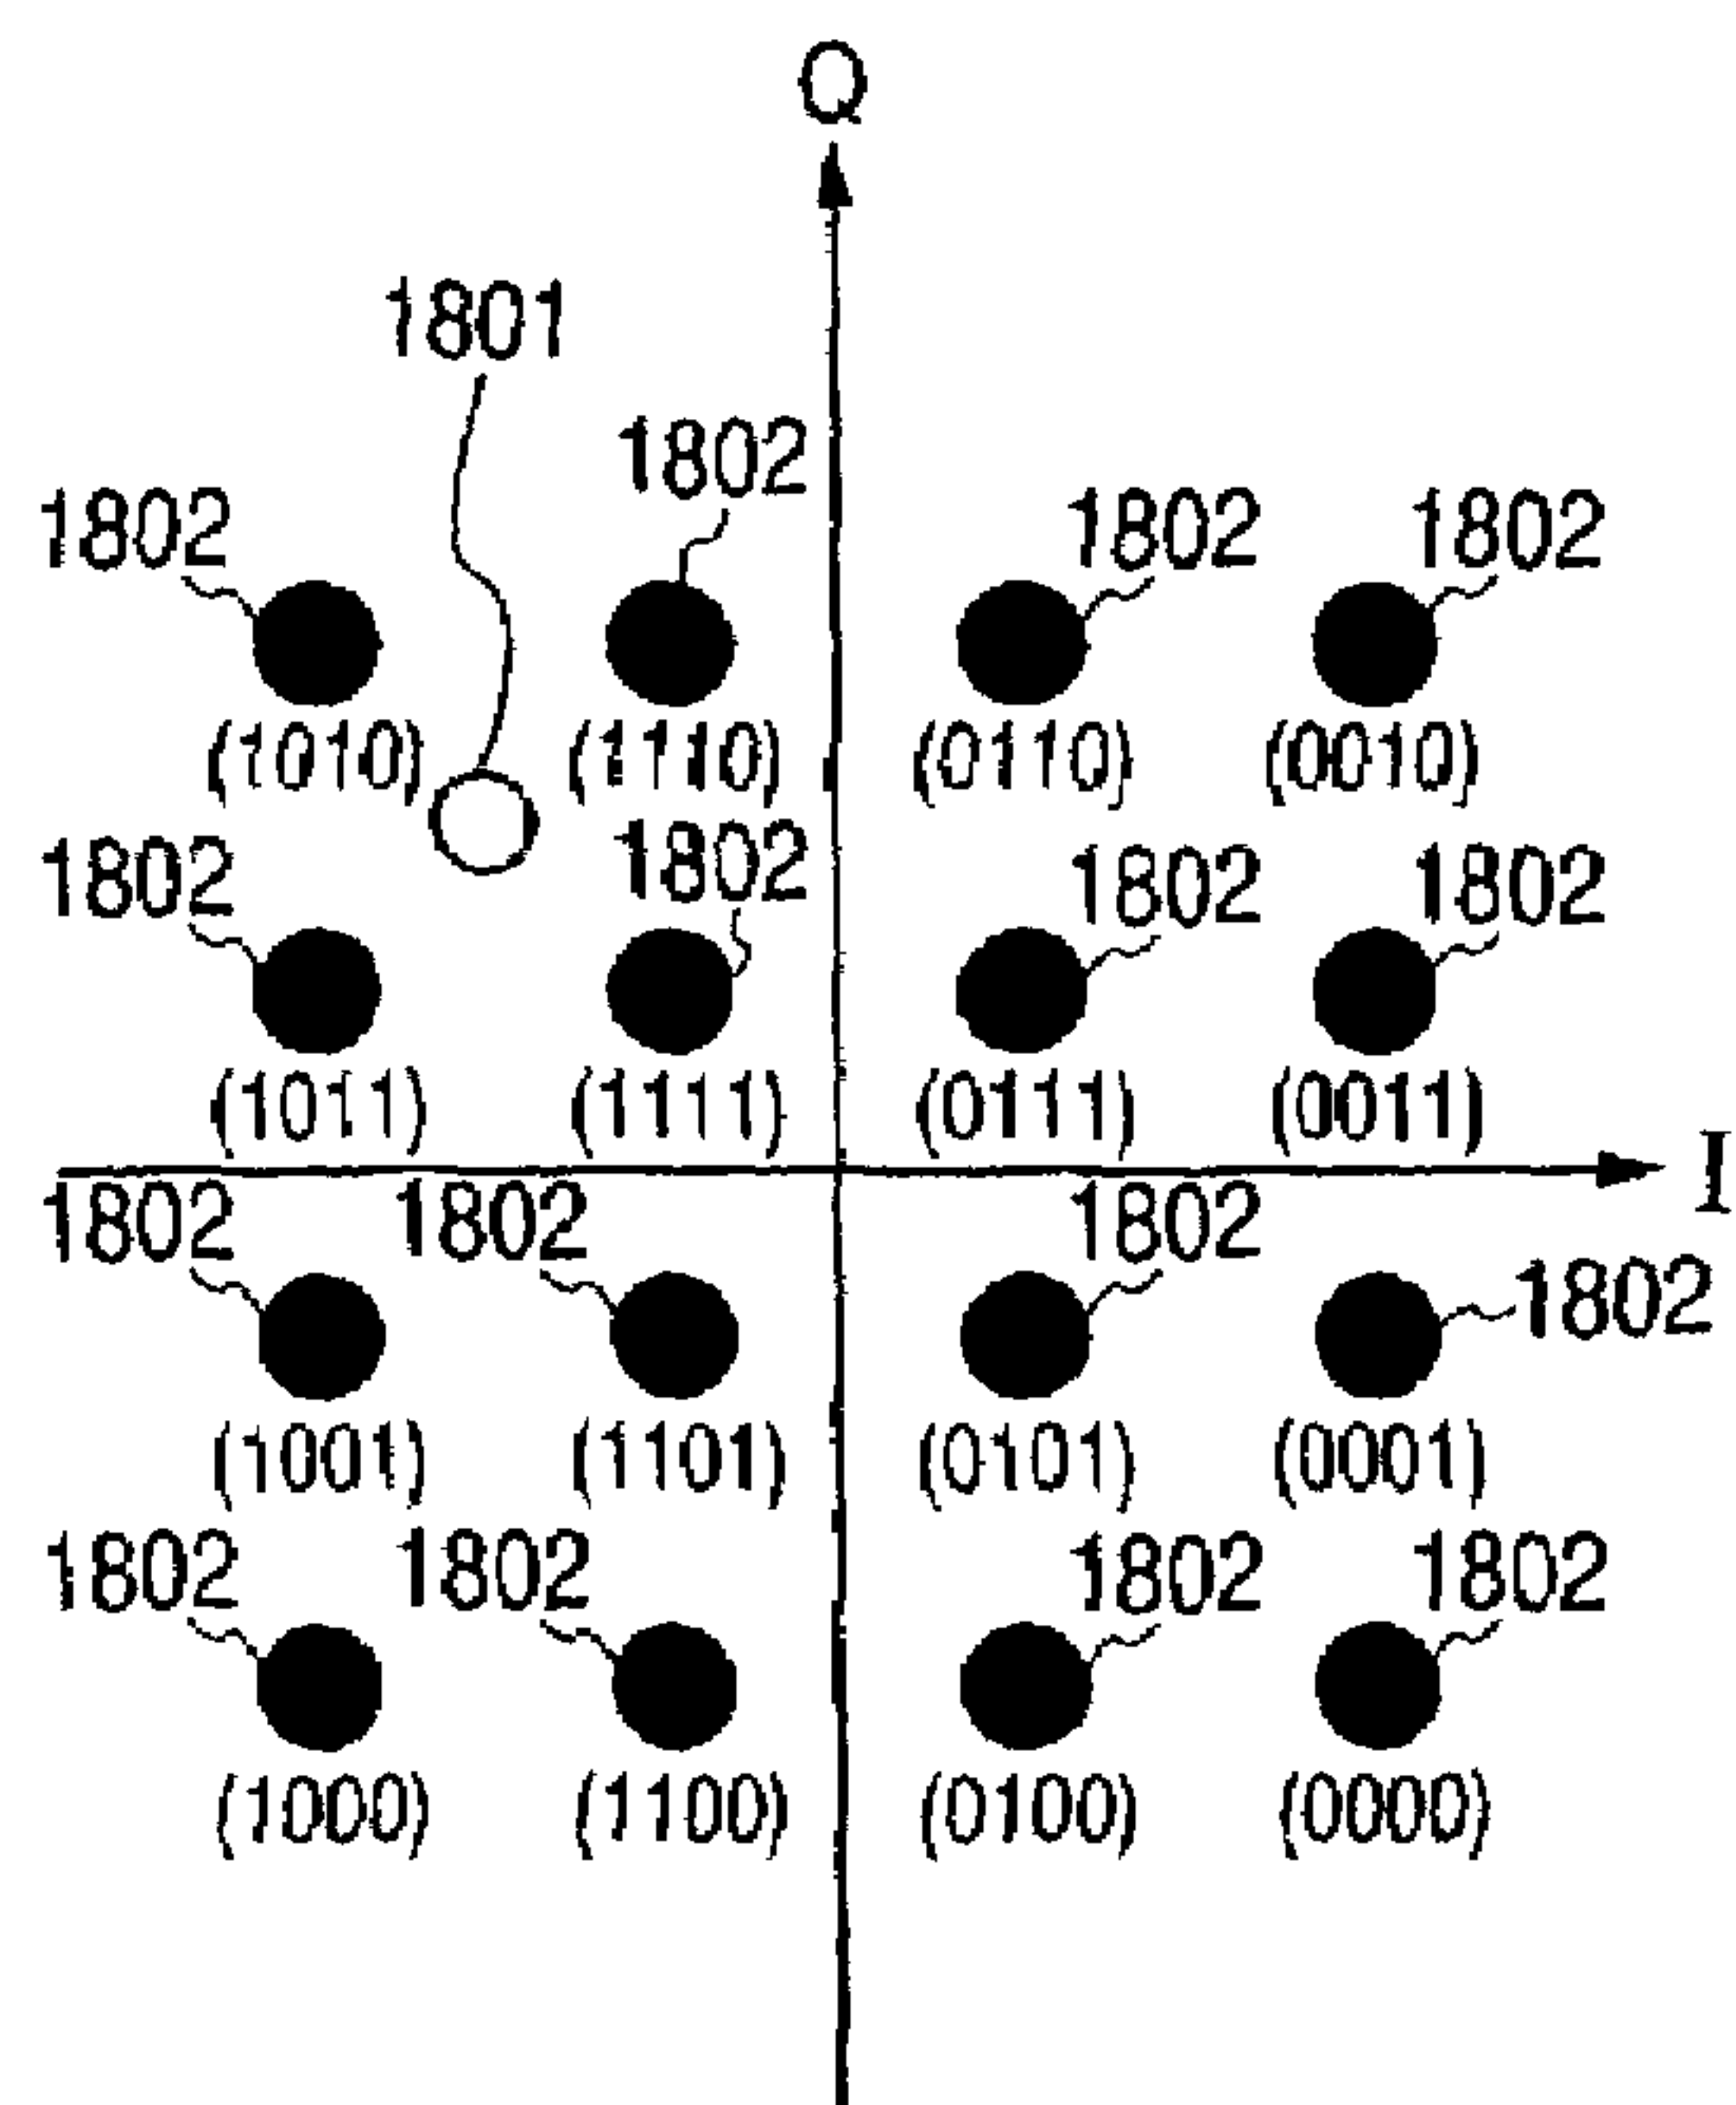 Q
1801
1802
1802 1802 1802
(1010) (1110) (0110) (0010)
1802 1802 1802 1802
(1011) (1111) (0111) (0011)
I
1802 1802 1802 1802
(1001) (1101) (0101) (0001)
1802 1802 1802 1802
(1000) (1100) (0100) (0000)